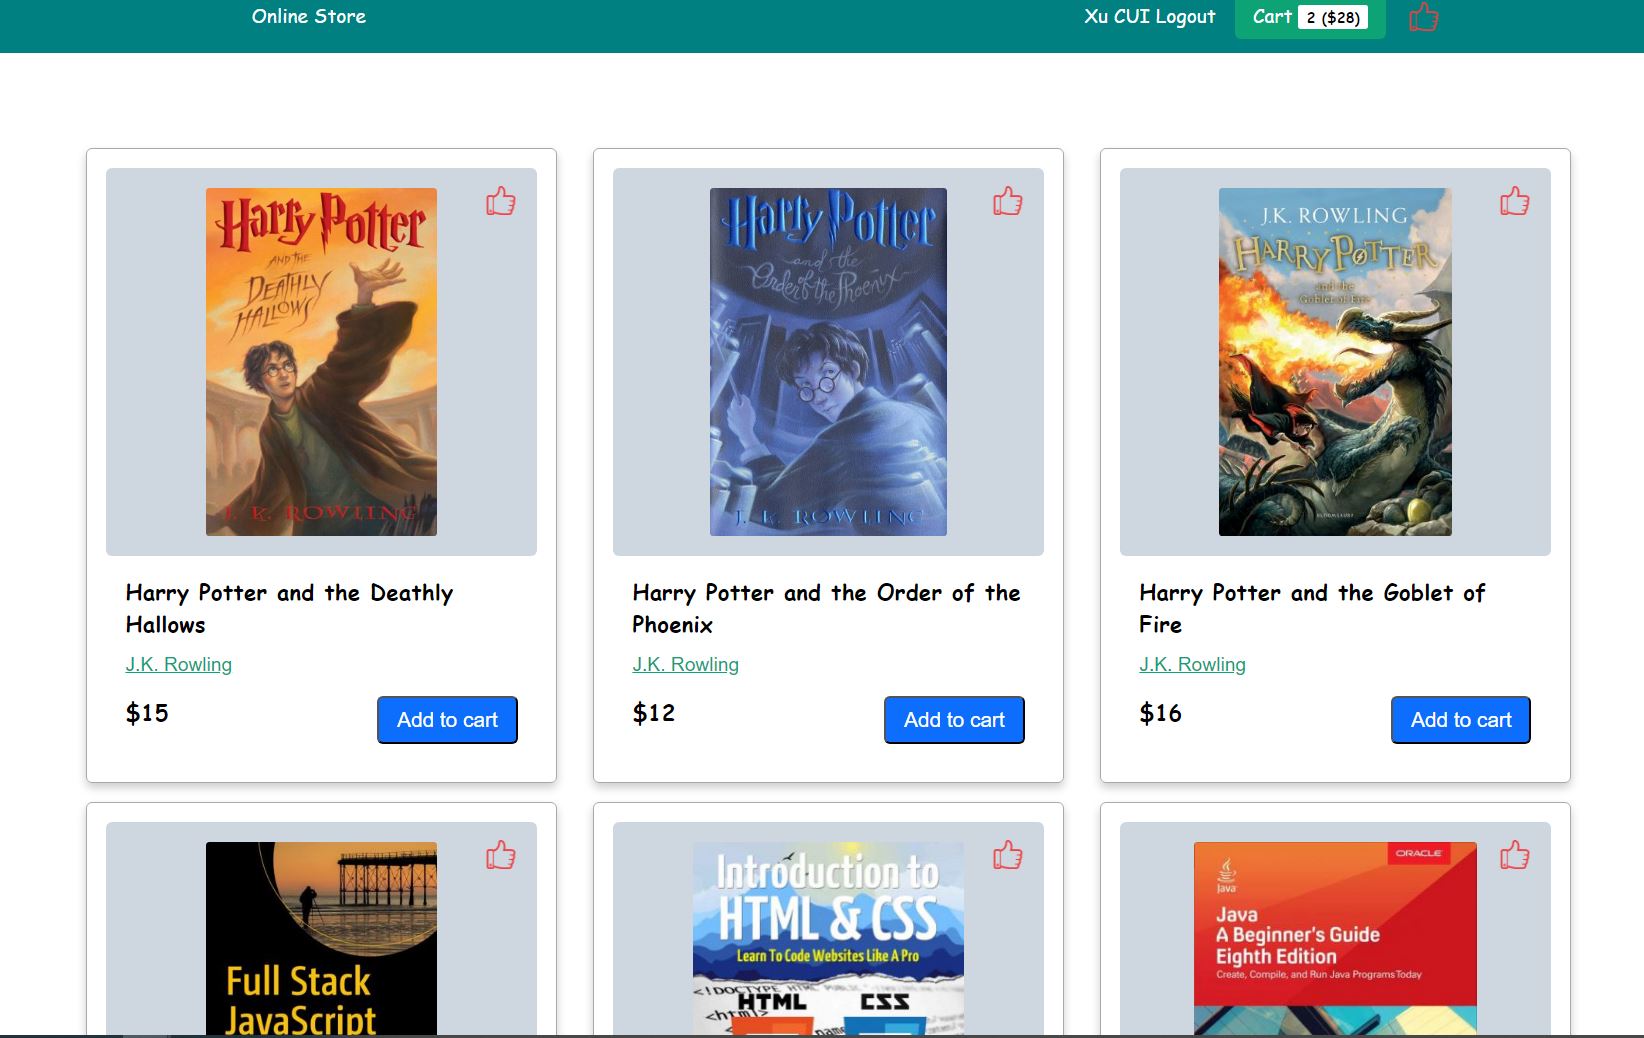 Online Store
Xu CUI Logout
Cart 2 ($28)
Harry Potter
AND THE
DEATHLY
HALLOWS
J. K. ROWLING
Harry Potter
and the
Order of the Phoenix
J. K. ROWLING
J.K. ROWLING
HARRY POTTER
and the
Goblet of Fire
BLOOMSBURY
Harry Potter and the Deathly
Hallows
J.K. Rowling
$15
Add to cart
Harry Potter and the Order of the
Phoenix
J.K. Rowling
$12
Add to cart
Harry Potter and the Goblet of
Fire
J.K. Rowling
$16
Add to cart
Full Stack
JavaScript
Introduction to
HTML & CSS
Learn To Code Websites Like A Pro
<!DOCTYPE HTML PUBLIC
HTML
CSS
<html>
name
ORACLE
Java
Java
A Beginner's Guide
Eighth Edition
Create, Compile, and Run Java Programs Today